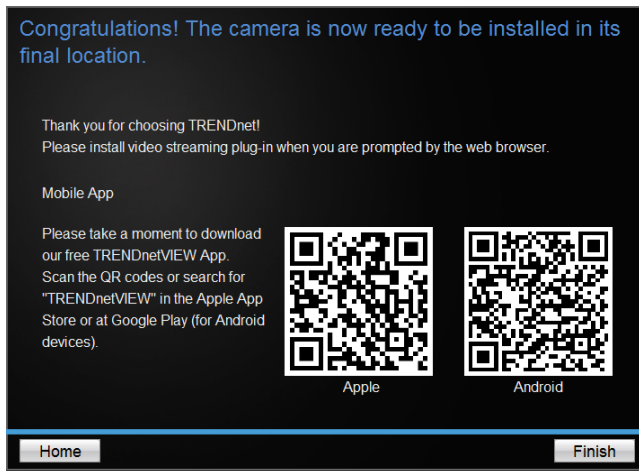 Congratulations! The camera is now ready to be installed in its
final location.
Thank you for choosing TRENDnet!
Please install video streaming plug-in when you are prompted by the web browser.
Mobile App
Please take a moment to download
our free TRENDnetVIEW App.
Scan the QR codes or search for
"TRENDnetVIEW" in the Apple App
Store or at Google Play (for Android
devices).
Apple
Android
Home
Finish